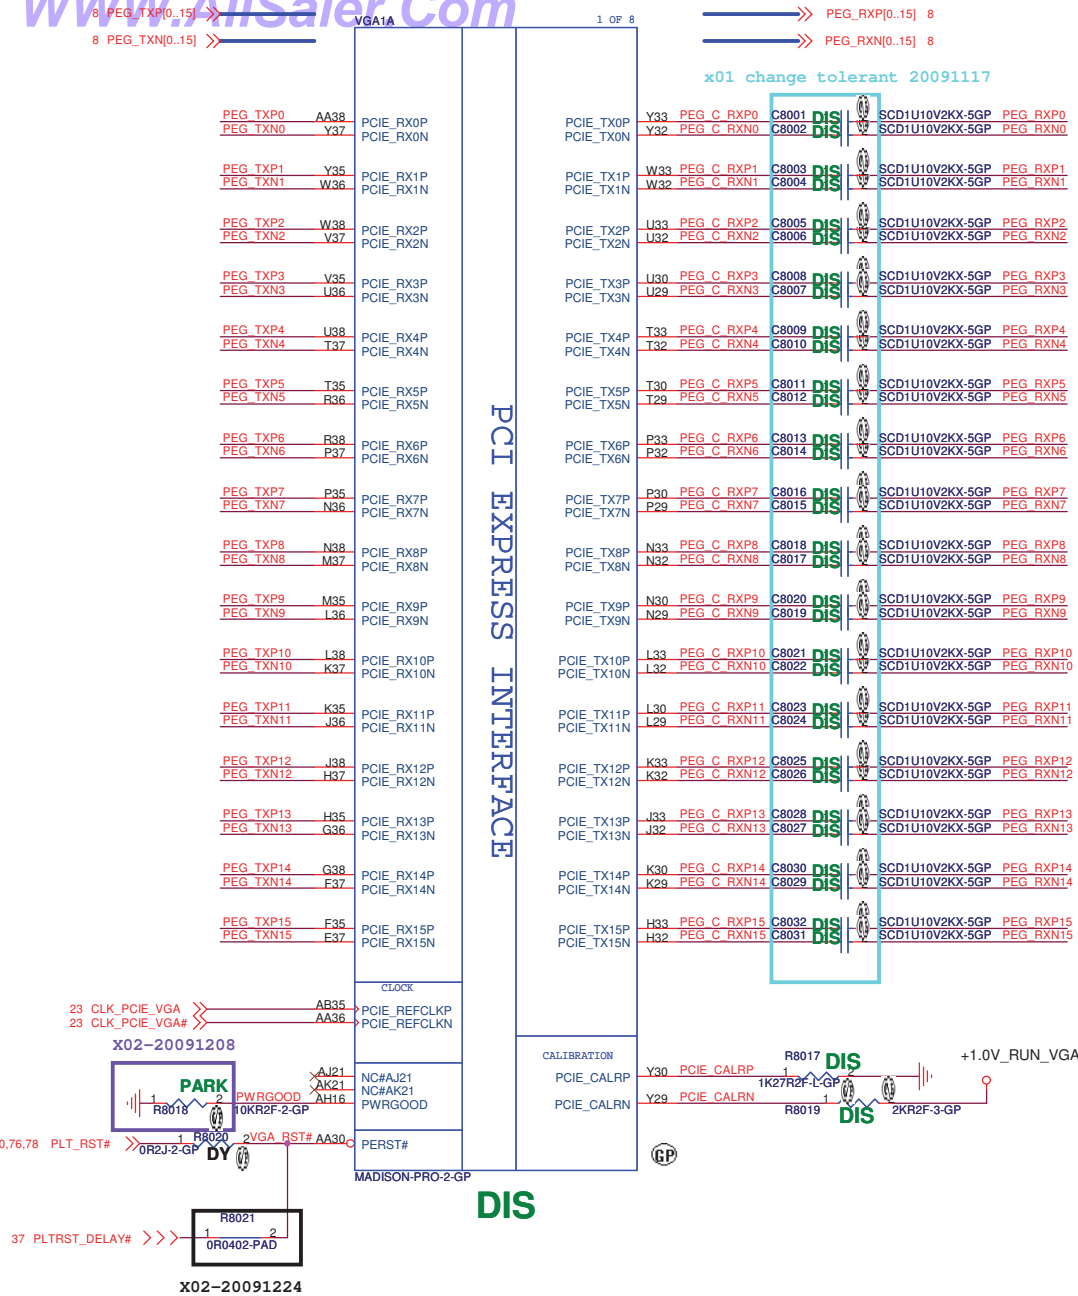 www.AllSaler.Com
8 PEG_TXP[0..15] VGA1A 1 OF 8 PEG_RXP[0..15] 8
8 PEG_TXN[0..15] PEG_RXN[0..15] 8
x01 change tolerant 20091117
PEG_TXP0 AA38 PCIE_RX0P PCIE_TX0P Y33 PEG_C_RXP0 C8001 DIS SCD1U10V2KX-5GP PEG_RXP0
PEG_TXN0 Y37 PCIE_RX0N PCIE_TX0N Y32 PEG_C_RXN0 C8002 DIS SCD1U10V2KX-5GP PEG_RXN0
PEG_TXP1 Y35 PCIE_RX1P PCIE_TX1P W33 PEG_C_RXP1 C8003 DIS SCD1U10V2KX-5GP PEG_RXP1
PEG_TXN1 W36 PCIE_RX1N PCIE_TX1N W32 PEG_C_RXN1 C8004 DIS SCD1U10V2KX-5GP PEG_RXN1
PEG_TXP2 W38 PCIE_RX2P PCIE_TX2P U33 PEG_C_RXP2 C8005 DIS SCD1U10V2KX-5GP PEG_RXP2
PEG_TXN2 V37 PCIE_RX2N PCIE_TX2N U32 PEG_C_RXN2 C8006 DIS SCD1U10V2KX-5GP PEG_RXN2
PEG_TXP3 V35 PCIE_RX3P PCIE_TX3P U30 PEG_C_RXP3 C8008 DIS SCD1U10V2KX-5GP PEG_RXP3
PEG_TXN3 U36 PCIE_RX3N PCIE_TX3N U29 PEG_C_RXN3 C8007 DIS SCD1U10V2KX-5GP PEG_RXN3
PEG_TXP4 U38 PCIE_RX4P PCIE_TX4P T33 PEG_C_RXP4 C8009 DIS SCD1U10V2KX-5GP PEG_RXP4
PEG_TXN4 T37 PCIE_RX4N PCIE_TX4N T32 PEG_C_RXN4 C8010 DIS SCD1U10V2KX-5GP PEG_RXN4
PEG_TXP5 T35 PCIE_RX5P PCIE_TX5P T30 PEG_C_RXP5 C8011 DIS SCD1U10V2KX-5GP PEG_RXP5
PEG_TXN5 R36 PCIE_RX5N PCIE_TX5N T29 PEG_C_RXN5 C8012 DIS SCD1U10V2KX-5GP PEG_RXN5
PEG_TXP6 R38 PCIE_RX6P PCIE_TX6P P33 PEG_C_RXP6 C8013 DIS SCD1U10V2KX-5GP PEG_RXP6
PEG_TXN6 P37 PCIE_RX6N PCIE_TX6N P32 PEG_C_RXN6 C8014 DIS SCD1U10V2KX-5GP PEG_RXN6
PEG_TXP7 P35 PCIE_RX7P PCIE_TX7P P30 PEG_C_RXP7 C8016 DIS SCD1U10V2KX-5GP PEG_RXP7
PEG_TXN7 N36 PCIE_RX7N PCIE_TX7N P29 PEG_C_RXN7 C8015 DIS SCD1U10V2KX-5GP PEG_RXN7
PEG_TXP8 N38 PCIE_RX8P PCIE_TX8P N33 PEG_C_RXP8 C8018 DIS SCD1U10V2KX-5GP PEG_RXP8
PEG_TXN8 M37 PCIE_RX8N PCIE_TX8N N32 PEG_C_RXN8 C8017 DIS SCD1U10V2KX-5GP PEG_RXN8
PEG_TXP9 M35 PCIE_RX9P PCIE_TX9P N30 PEG_C_RXP9 C8020 DIS SCD1U10V2KX-5GP PEG_RXP9
PEG_TXN9 L36 PCIE_RX9N PCIE_TX9N N29 PEG_C_RXN9 C8019 DIS SCD1U10V2KX-5GP PEG_RXN9
PEG_TXP10 L38 PCIE_RX10P PCIE_TX10P L33 PEG_C_RXP10 C8021 DIS SCD1U10V2KX-5GP PEG_RXP10
PEG_TXN10 K37 PCIE_RX10N PCIE_TX10N L32 PEG_C_RXN10 C8022 DIS SCD1U10V2KX-5GP PEG_RXN10
PEG_TXP11 K35 PCIE_RX11P PCIE_TX11P L30 PEG_C_RXP11 C8023 DIS SCD1U10V2KX-5GP PEG_RXP11
PEG_TXN11 J36 PCIE_RX11N PCIE_TX11N L29 PEG_C_RXN11 C8024 DIS SCD1U10V2KX-5GP PEG_RXN11
PEG_TXP12 J38 PCIE_RX12P PCIE_TX12P K33 PEG_C_RXP12 C8025 DIS SCD1U10V2KX-5GP PEG_RXP12
PEG_TXN12 H37 PCIE_RX12N PCIE_TX12N K32 PEG_C_RXN12 C8026 DIS SCD1U10V2KX-5GP PEG_RXN12
PEG_TXP13 H35 PCIE_RX13P PCIE_TX13P J33 PEG_C_RXP13 C8028 DIS SCD1U10V2KX-5GP PEG_RXP13
PEG_TXN13 G36 PCIE_RX13N PCIE_TX13N J32 PEG_C_RXN13 C8027 DIS SCD1U10V2KX-5GP PEG_RXN13
PEG_TXP14 G38 PCIE_RX14P PCIE_TX14P K30 PEG_C_RXP14 C8030 DIS SCD1U10V2KX-5GP PEG_RXP14
PEG_TXN14 F37 PCIE_RX14N PCIE_TX14N K29 PEG_C_RXN14 C8029 DIS SCD1U10V2KX-5GP PEG_RXN14
PEG_TXP15 F35 PCIE_RX15P PCIE_TX15P H33 PEG_C_RXP15 C8032 DIS SCD1U10V2KX-5GP PEG_RXP15
PEG_TXN15 E37 PCIE_RX15N PCIE_TX15N H32 PEG_C_RXN15 C8031 DIS SCD1U10V2KX-5GP PEG_RXN15
PCI EXPRESS INTERFACE
CLOCK
23 CLK_PCIE_VGA AB35 PCIE_REFCLKP
23 CLK_PCIE_VGA# AA36 PCIE_REFCLKN
X02-20091208
CALIBRATION R8017 DIS +1.0V_RUN_VGA
AJ21 NC#AJ21 PCIE_CALRP Y30 PEG_CALRP 1 2 1K27R2F-L-GP
PARK AK21 NC#AK21
1 R8018 2 PWRGOOD 10KR2F-2-GP AH16 PWRGOOD PCIE_CALRN Y29 PCIE_CALRN R8019 1 DIS 2KR2F-3-GP
0,76,78 PLT_RST# 1 R8020 2 VGA_RST# AA30 PERST#
0R2J-2-GP DY
GP
MADISON-PRO-2-GP
DIS
R8021
37 PLTRST_DELAY# 1 2
0R0402-PAD
X02-20091224